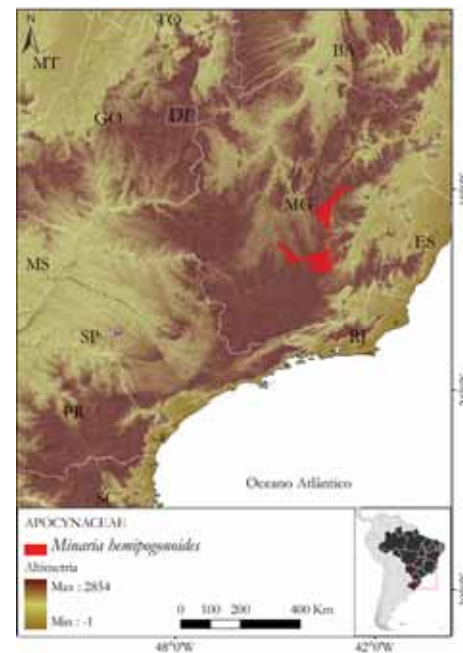 N
TO
MT
BA
GO
DF
MG
ES
MS
SP
RJ
PR
SC
Oceano Atlântico
APOCYNACEAE
Minaria hemipogonoides
Altimetria
Max : 2854
Min : -1
0 100 200 400 Km
48°0'W 42°0'W